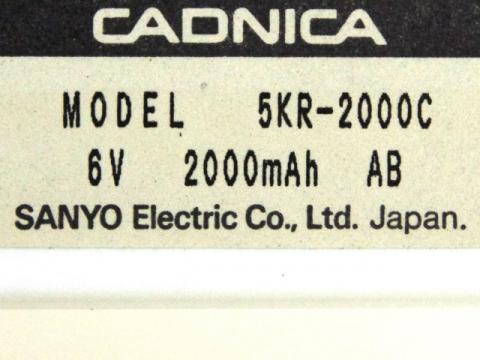 CADNICA
MODEL 5KR-2000C
6V 2000mAh AB
SANYO Electric Co., Ltd. Japan.